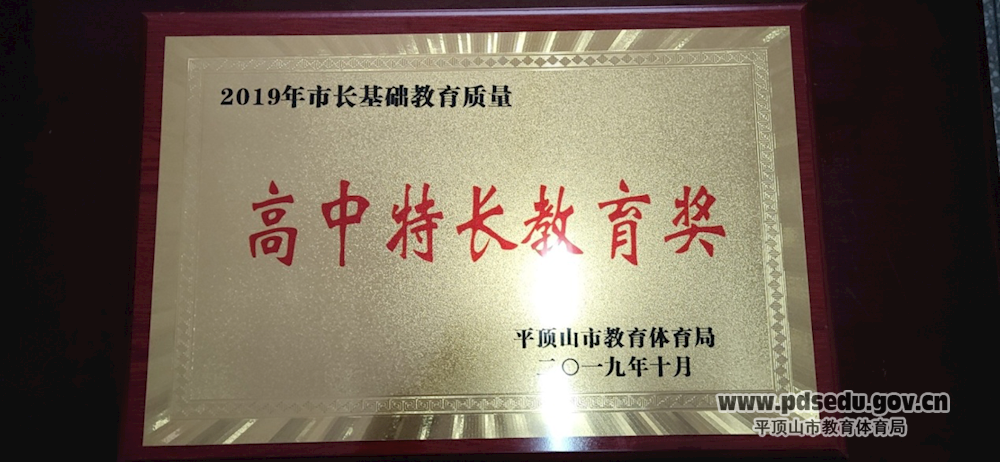 2019年市长基础教育质量
高中特长教育奖
平顶山市教育体育局
二〇一九年十月
www.pdsedu.gov.cn
平顶山市教育体育局